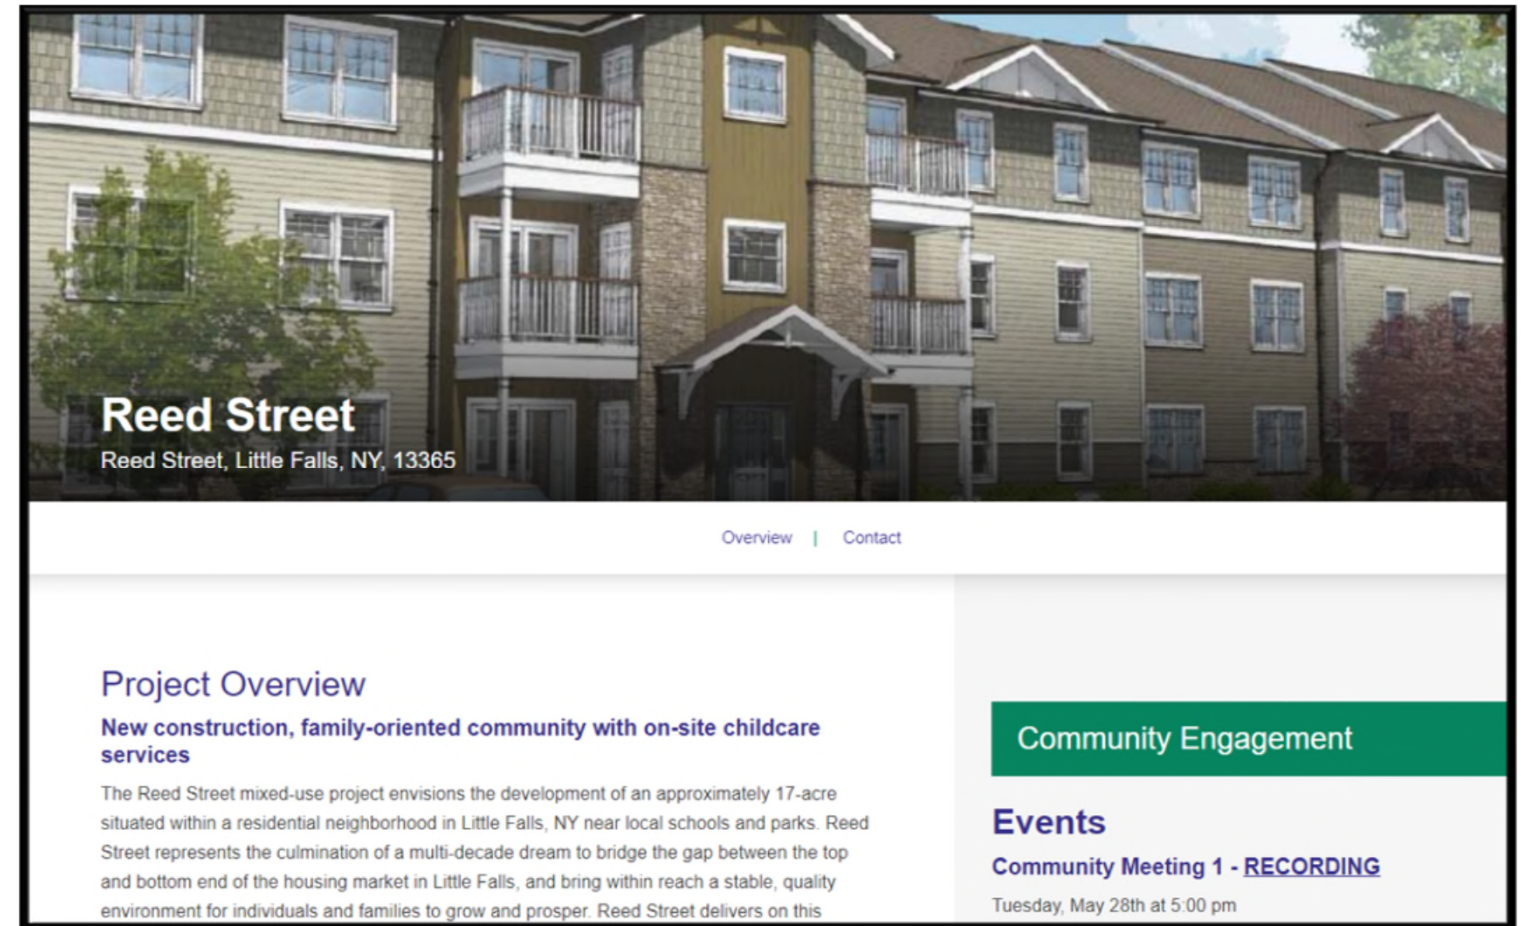 Reed Street
Reed Street, Little Falls, NY, 13365
Overview | Contact
Project Overview
New construction, family-oriented community with on-site childcare
services
The Reed Street mixed-use project envisions the development of an approximately 17-acre
situated within a residential neighborhood in Little Falls, NY near local schools and parks. Reed
Street represents the culmination of a multi-decade dream to bridge the gap between the top
and bottom end of the housing market in Little Falls, and bring within reach a stable, quality
environment for individuals and families to grow and prosper. Reed Street delivers on this
Community Engagement
Events
Community Meeting 1 - RECORDING
Tuesday, May 28th at 5:00 pm